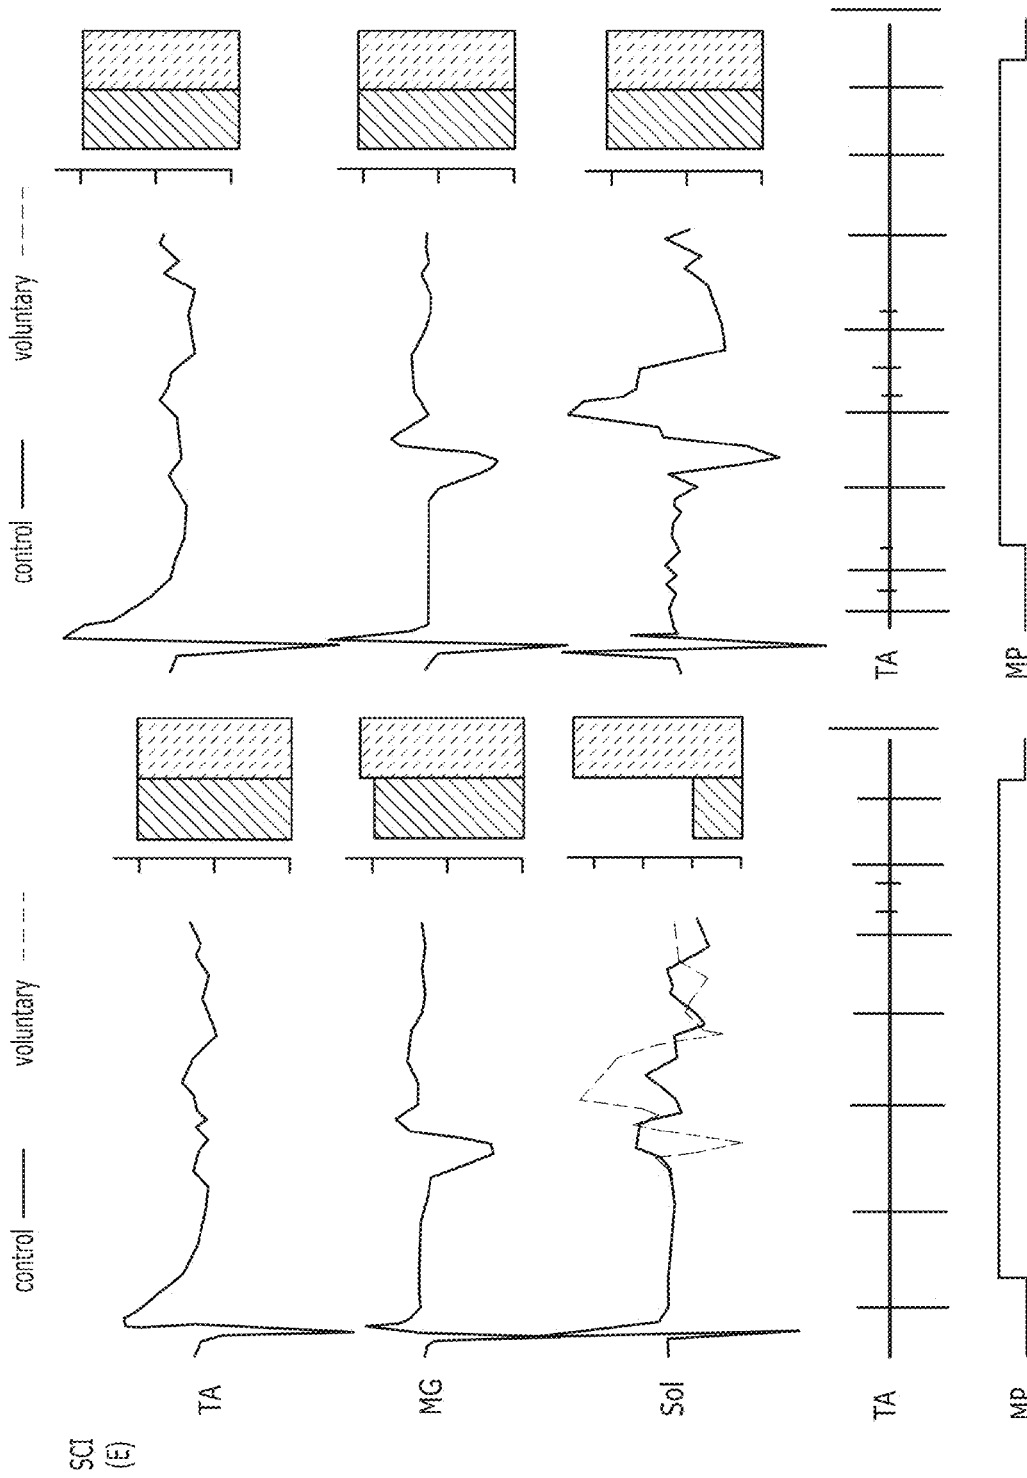 SCI
(E)
control voluntary
control voluntary
TA
MG
Sol
TA
TA
MP
MP